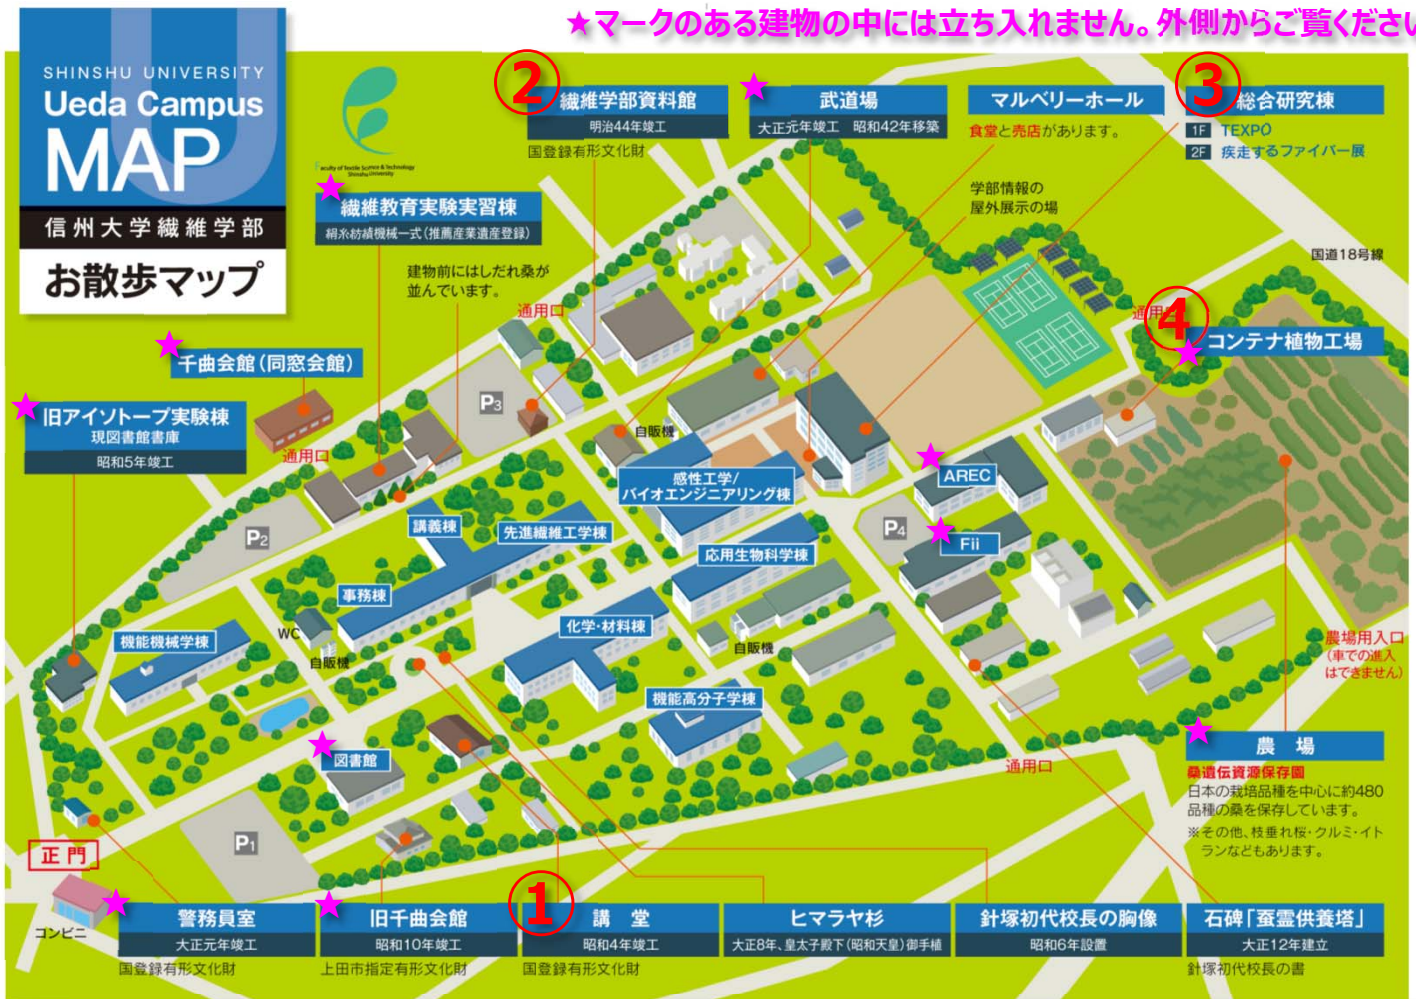 ★マークのある建物の中には立ち入れません。外側からご覧ください
SHINSHU UNIVERSITY
Ueda Campus
MAP
信州大学繊維学部
お散歩マップ
Faculty of Textile Science & Technology
Shinshu University
②
繊維学部資料館
明治44年竣工
国登録有形文化財
★
武道場
大正元年竣工 昭和42年移築
マルベリーホール
食堂と売店があります。
③
総合研究棟
1F TEXPO
2F 疾走するファイバー展
★
繊維教育実験実習棟
絹糸紡績機械一式(推薦産業遺産登録)
建物前にはしだれ桑が
並んでいます。
学部情報の
屋外展示の場
国道18号線
通用口
通用口
④
★
コンテナ植物工場
★
千曲会館(同窓会館)
★
旧アイソトープ実験棟
現図書館書庫
昭和5年竣工
通用口
P3
自販機
感性工学/
バイオエンジニアリング棟
★
AREC
P4
★
Fii
P2
講義棟
先進繊維工学棟
応用生物科学棟
事務棟
WC
自販機
機能機械学棟
化学・材料棟
自販機
機能高分子学棟
農場用入口
(車での進入
はできません)
★
図書館
通用口
★
農 場
桑遺伝資源保存園
日本の栽培品種を中心に約480
品種の桑を保存しています。
※その他、枝垂れ桜・クルミ・イト
ランなどもあります。
P1
正門
コンビニ
★
警務員室
大正元年竣工
国登録有形文化財
★
旧千曲会館
昭和10年竣工
上田市指定有形文化財
①
講 堂
昭和4年竣工
国登録有形文化財
ヒマラヤ杉
大正8年、皇太子殿下(昭和天皇)御手植
針塚初代校長の胸像
昭和6年設置
石碑「蚕霊供養塔」
大正12年建立
針塚初代校長の書